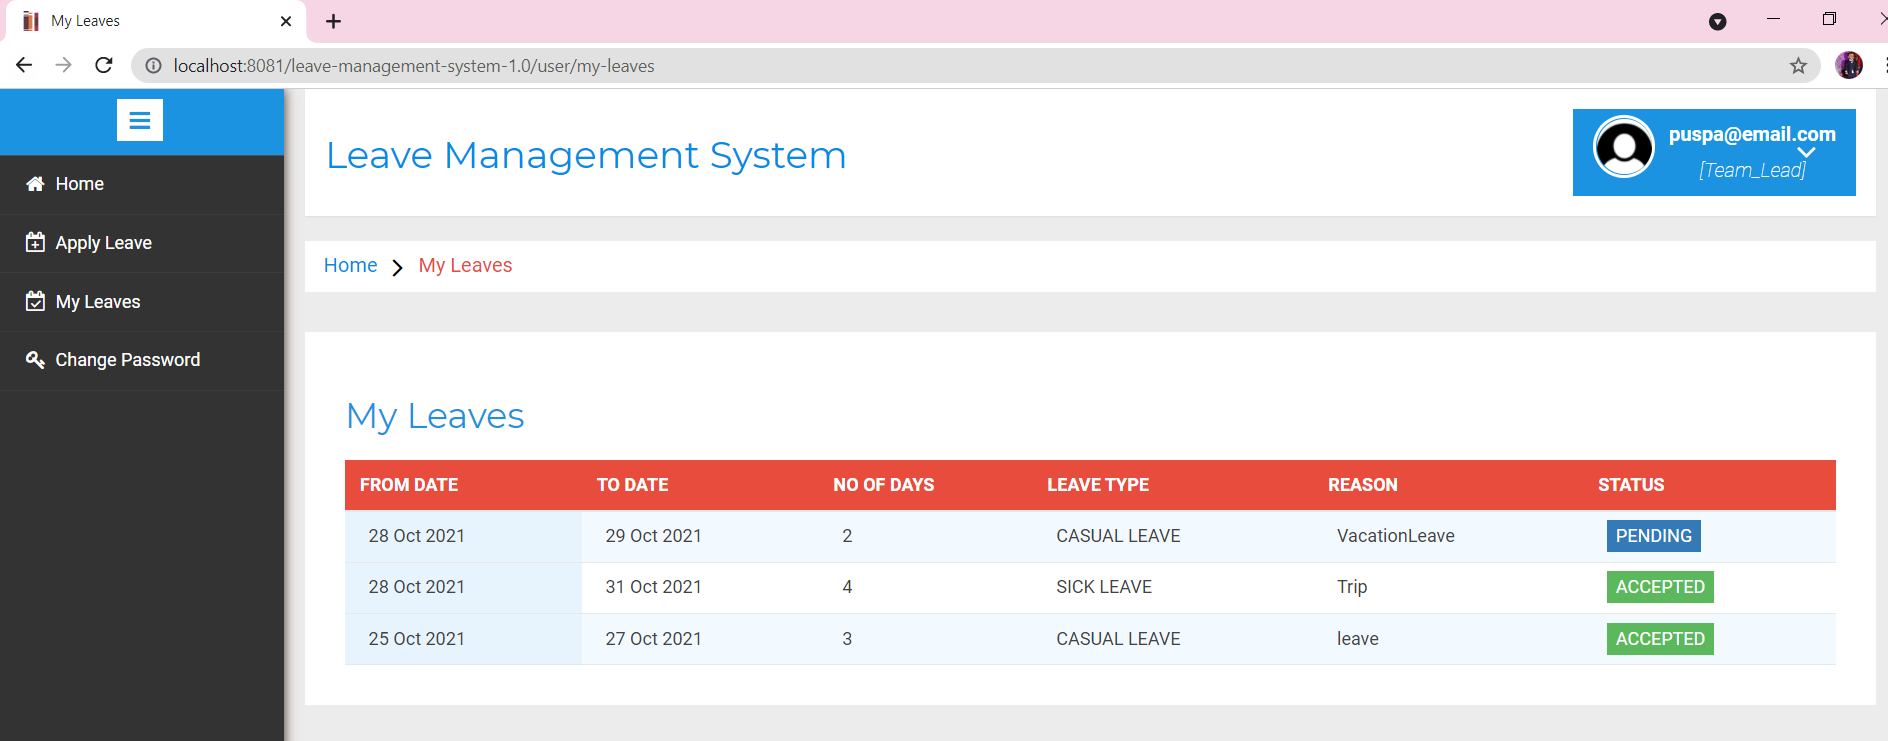 My Leaves
localhost:8081/leave-management-system-1.0/user/my-leaves
Leave Management System
puspa@email.com
[Team_Lead]
Home
Apply Leave
My Leaves
Change Password
Home My Leaves
My Leaves
FROM DATE TO DATE NO OF DAYS LEAVE TYPE REASON STATUS
28 Oct 2021 29 Oct 2021 2 CASUAL LEAVE VacationLeave PENDING
28 Oct 2021 31 Oct 2021 4 SICK LEAVE Trip ACCEPTED
25 Oct 2021 27 Oct 2021 3 CASUAL LEAVE leave ACCEPTED